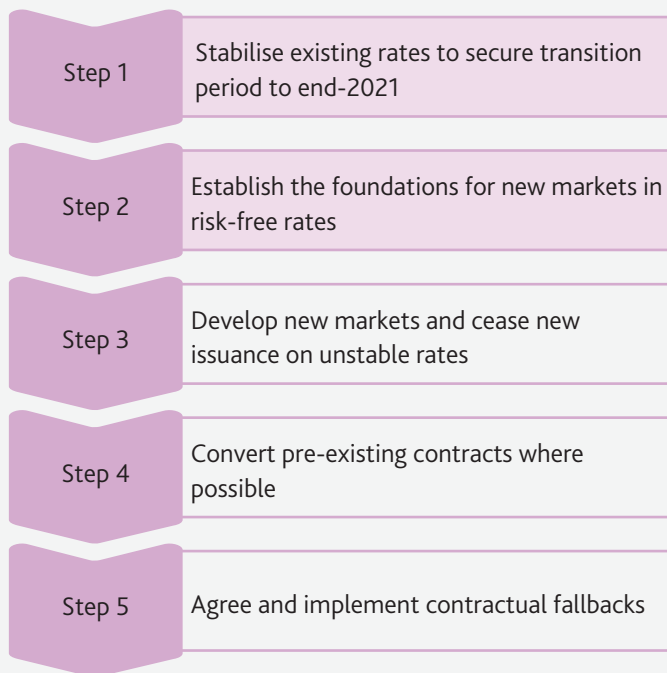 Step 1
Stabilise existing rates to secure transition
period to end-2021
Step 2
Establish the foundations for new markets in
risk-free rates
Step 3
Develop new markets and cease new
issuance on unstable rates
Step 4
Convert pre-existing contracts where
possible
Step 5
Agree and implement contractual fallbacks